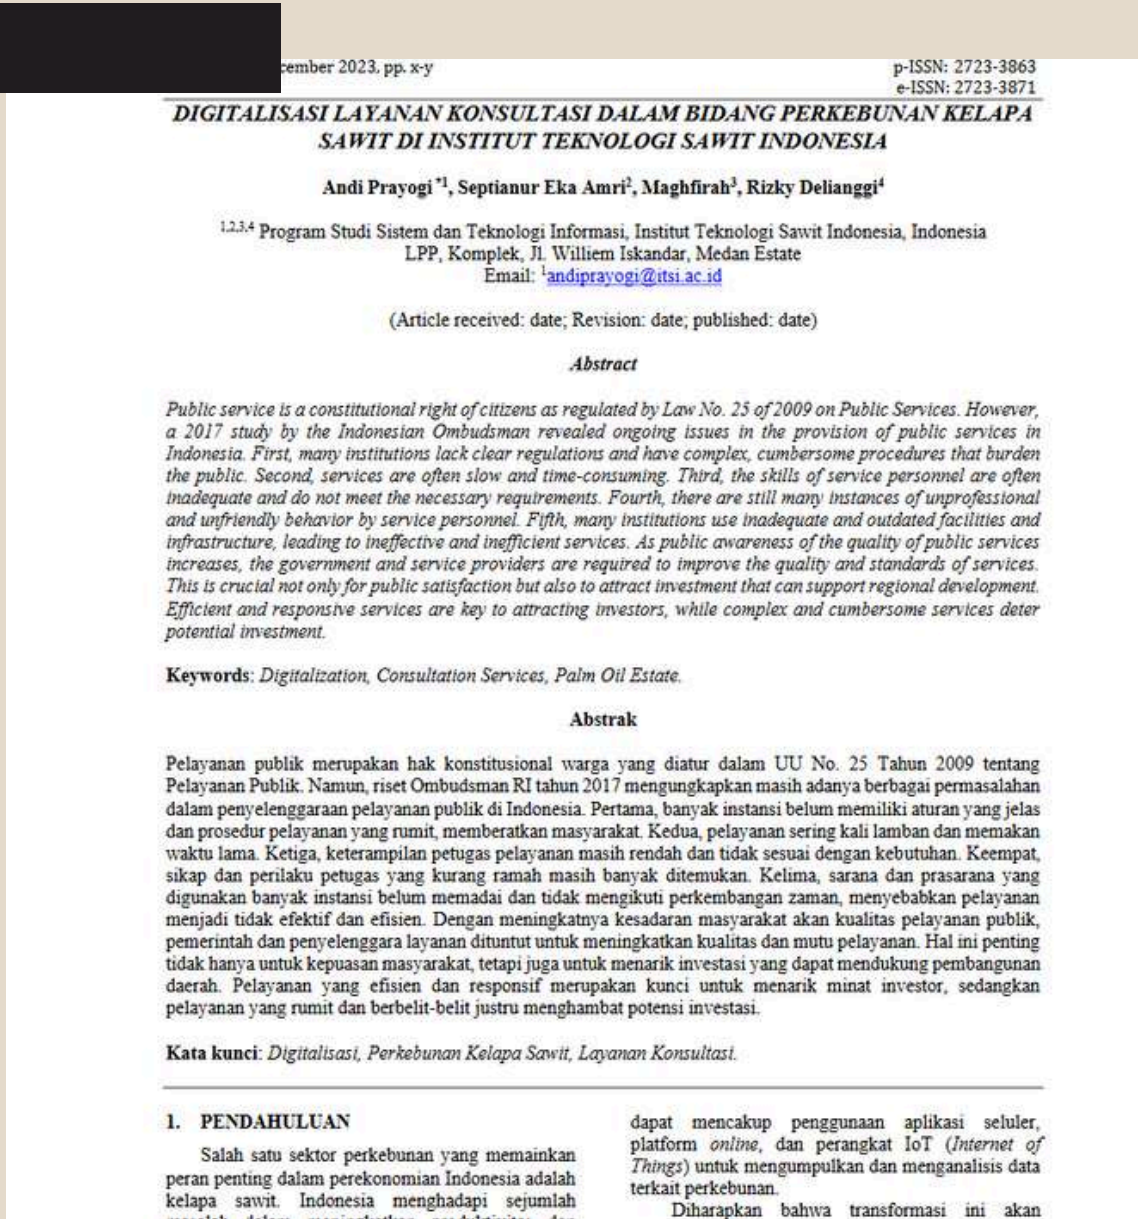 cember 2023, pp. x-y
p-ISSN: 2723-3863
e-ISSN: 2723-3871
DIGITALISASI LAYANAN KONSULTASI DALAM BIDANG PERKEBUNAN KELAPA
SAWIT DI INSTITUT TEKNOLOGI SAWIT INDONESIA
Andi Prayogi *1, Septianur Eka Amri2, Maghfirah3, Rizky Delianggi4
1,2,3,4 Program Studi Sistem dan Teknologi Informasi, Institut Teknologi Sawit Indonesia, Indonesia
LPP, Komplek, Jl. Williem Iskandar, Medan Estate
Email: 1andiprayogi@itsi.ac.id
(Article received: date; Revision: date; published: date)
Abstract
Public service is a constitutional right of citizens as regulated by Law No. 25 of 2009 on Public Services. However,
a 2017 study by the Indonesian Ombudsman revealed ongoing issues in the provision of public services in
Indonesia. First, many institutions lack clear regulations and have complex, cumbersome procedures that burden
the public. Second, services are often slow and time-consuming. Third, the skills of service personnel are often
inadequate and do not meet the necessary requirements. Fourth, there are still many instances of unprofessional
and unfriendly behavior by service personnel. Fifth, many institutions use inadequate and outdated facilities and
infrastructure, leading to ineffective and inefficient services. As public awareness of the quality of public services
increases, the government and service providers are required to improve the quality and standards of services.
This is crucial not only for public satisfaction but also to attract investment that can support regional development.
Efficient and responsive services are key to attracting investors, while complex and cumbersome services deter
potential investment.
Keywords: Digitalization, Consultation Services, Palm Oil Estate.
Abstrak
Pelayanan publik merupakan hak konstitusional warga yang diatur dalam UU No. 25 Tahun 2009 tentang
Pelayanan Publik. Namun, riset Ombudsman RI tahun 2017 mengungkapkan masih adanya berbagai permasalahan
dalam penyelenggaraan pelayanan publik di Indonesia. Pertama, banyak instansi belum memiliki aturan yang jelas
dan prosedur pelayanan yang rumit, memberatkan masyarakat. Kedua, pelayanan sering kali lamban dan memakan
waktu lama. Ketiga, keterampilan petugas pelayanan masih rendah dan tidak sesuai dengan kebutuhan. Keempat,
sikap dan perilaku petugas yang kurang ramah masih banyak ditemukan. Kelima, sarana dan prasarana yang
digunakan banyak instansi belum memadai dan tidak mengikuti perkembangan zaman, menyebabkan pelayanan
menjadi tidak efektif dan efisien. Dengan meningkatnya kesadaran masyarakat akan kualitas pelayanan publik,
pemerintah dan penyelenggara layanan dituntut untuk meningkatkan kualitas dan mutu pelayanan. Hal ini penting
tidak hanya untuk kepuasan masyarakat, tetapi juga untuk menarik investasi yang dapat mendukung pembangunan
daerah. Pelayanan yang efisien dan responsif merupakan kunci untuk menarik minat investor, sedangkan
pelayanan yang rumit dan berbelit-belit justru menghambat potensi investasi.
Kata kunci: Digitalisasi, Perkebunan Kelapa Sawit, Layanan Konsultasi.
1. PENDAHULUAN
Salah satu sektor perkebunan yang memainkan
peran penting dalam perekonomian Indonesia adalah
kelapa sawit. Indonesia menghadapi sejumlah
dapat mencakup penggunaan aplikasi seluler,
platform online, dan perangkat IoT (Internet of
Things) untuk mengumpulkan dan menganalisis data
terkait perkebunan.
Diharapkan bahwa transformasi ini akan